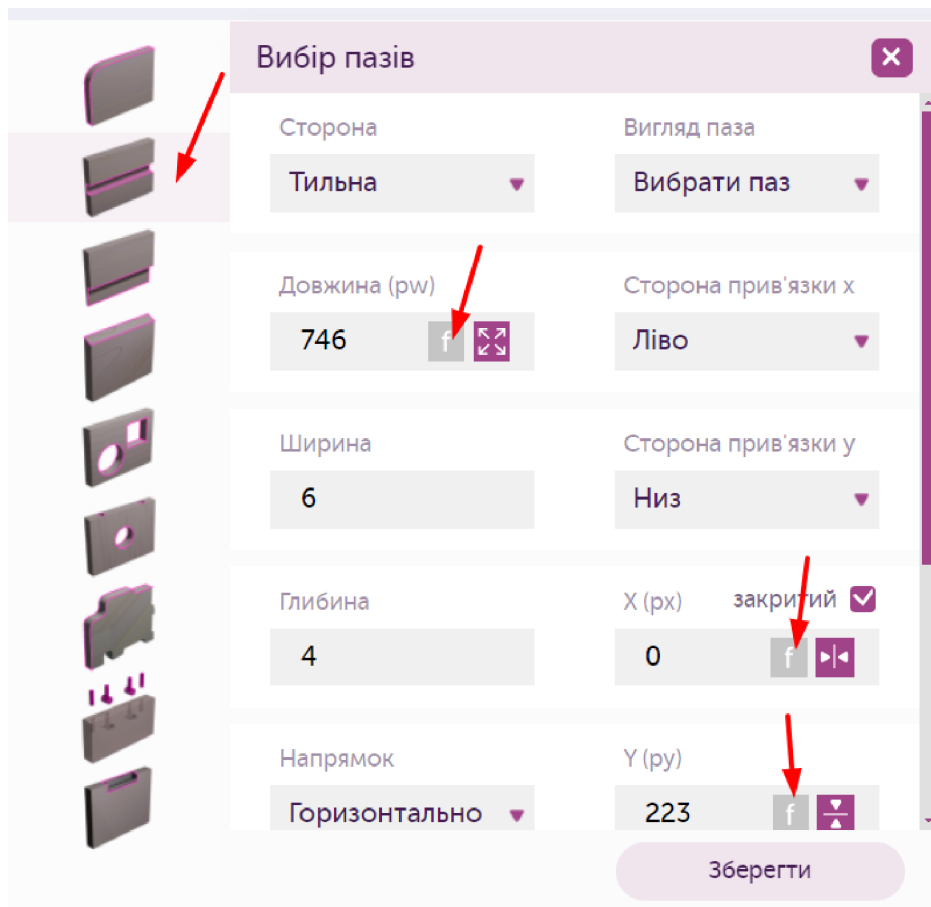 Вибір пазів
Сторона Вигляд паза
Тильна Вибрати паз
Довжина (pw) Сторона прив'язки x
746 f Ліво
Ширина Сторона прив'язки y
6 Низ
Глибина X (px) закритий
4 0 f
Напрямок Y (py)
Горизонтально 223 f
Зберегти